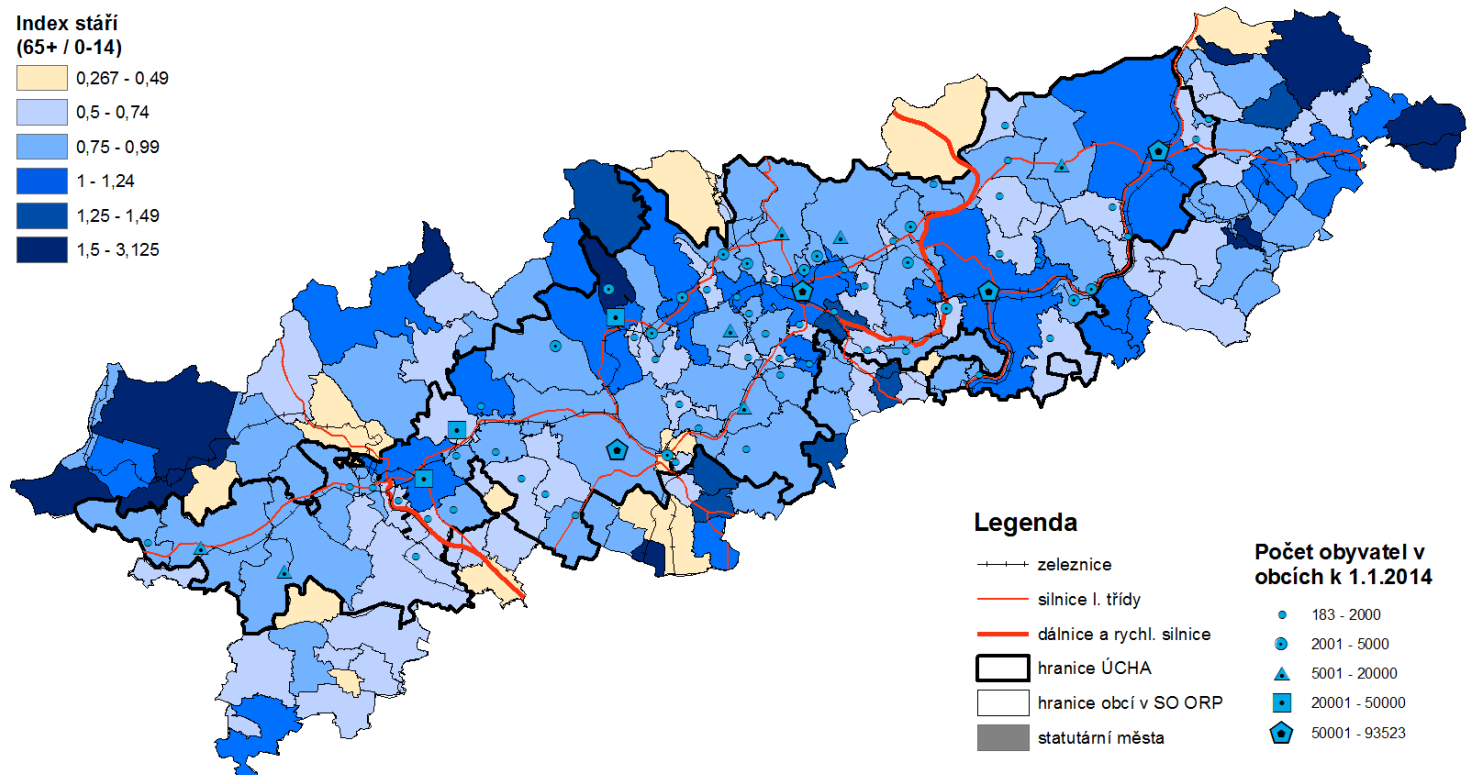 Index stáří
(65+ / 0-14)
0,267 - 0,49
0,5 - 0,74
0,75 - 0,99
1 - 1,24
1,25 - 1,49
1,5 - 3,125
Legenda
zeleznice
silnice I. třídy
dálnice a rychl. silnice
hranice ÚCHA
hranice obcí v SO ORP
statutární města
Počet obyvatel v
obcích k 1.1.2014
183 - 2000
2001 - 5000
5001 - 20000
20001 - 50000
50001 - 93523